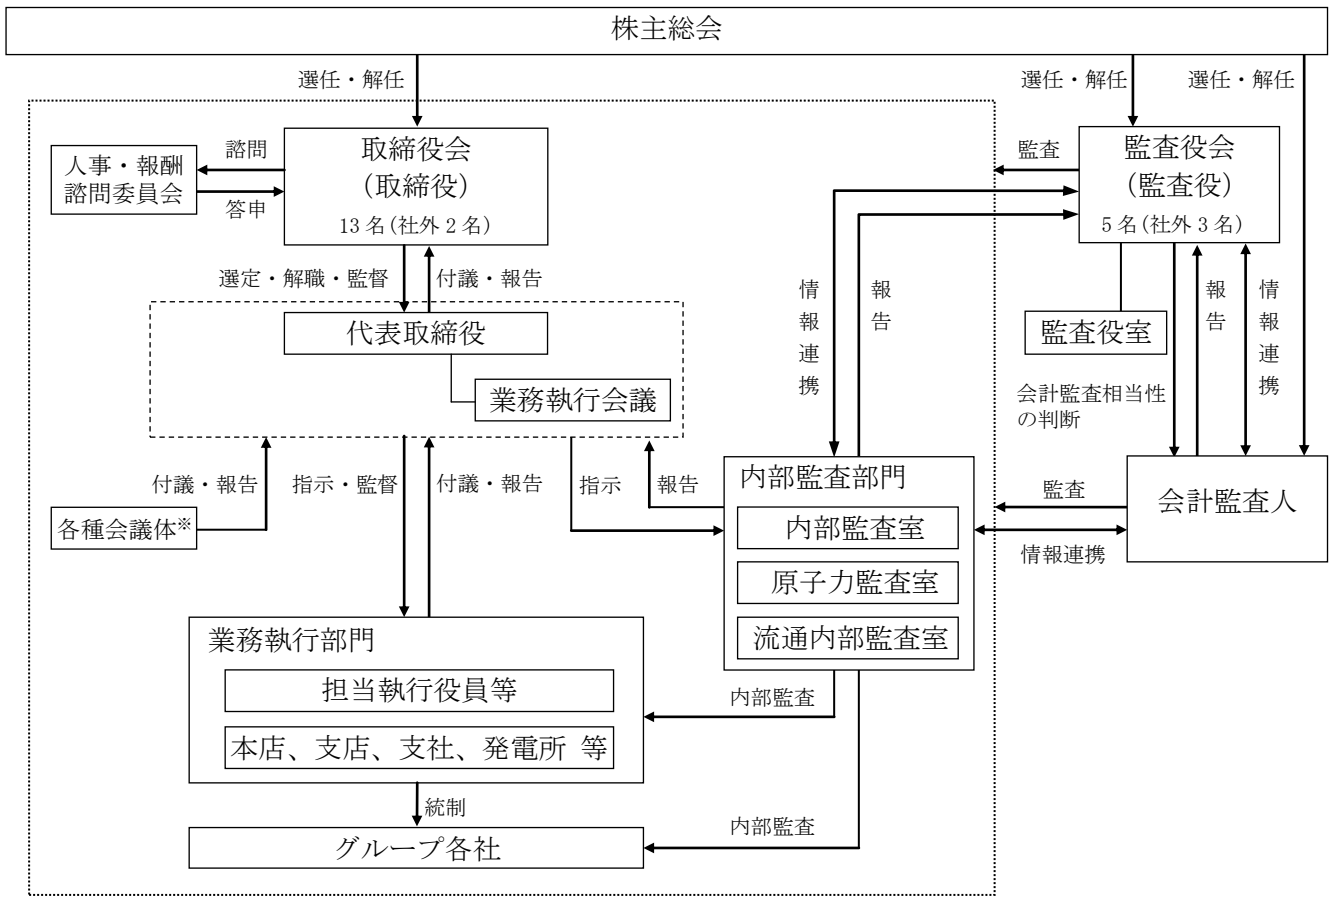 株主総会
選任・解任
選任・解任
選任・解任
人事・報酬
諮問委員会
諮問
答申
取締役会
（取締役）
13名（社外2名）
監査
監査役会
（監査役）
5名（社外3名）
選定・解職・監督
付議・報告
情報連携
報告
報告
情報連携
代表取締役
業務執行会議
監査役室
会計監査相当性
の判断
付議・報告
指示・監督
付議・報告
指示
報告
各種会議体※
内部監査部門
内部監査室
原子力監査室
流通内部監査室
監査
情報連携
会計監査人
業務執行部門
担当執行役員等
本店、支店、支社、発電所 等
内部監査
統制
グループ各社
内部監査